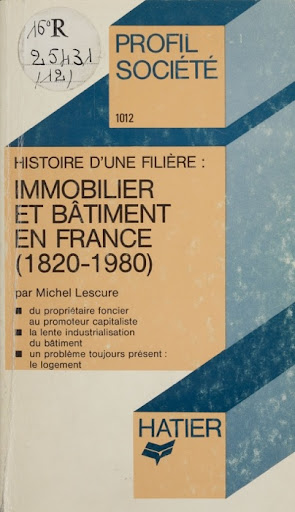 16° R
25431
(12)
PROFIL
SOCIÉTÉ
1012
HISTOIRE D'UNE FILIÈRE :
IMMOBILIER
ET BÂTIMENT
EN FRANCE
(1820-1980)
par Michel Lescure
du propriétaire foncier
au promoteur capitaliste
la lente industrialisation
du bâtiment
un problème toujours présent :
le logement
HATIER